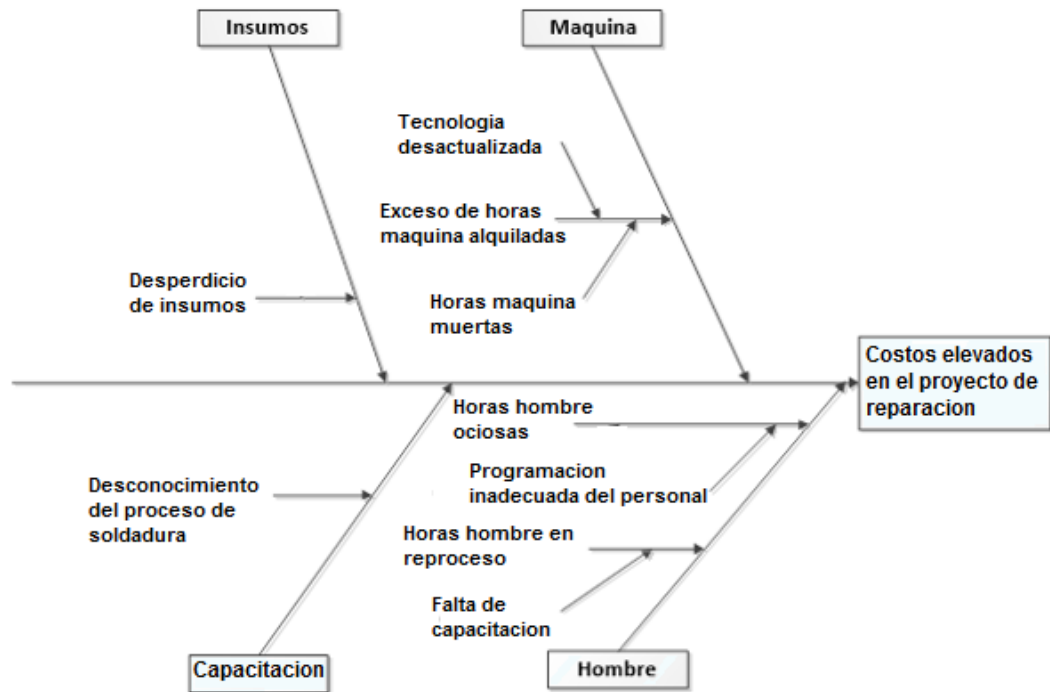 Insumos
Maquina
Tecnologia
desactualizada
Exceso de horas
maquina alquiladas
Horas maquina
muertas
Desperdicio
de insumos
Costos elevados
en el proyecto de
reparacion
Horas hombre
ociosas
Programacion
inadecuada del personal
Desconocimiento
del proceso de
soldadura
Horas hombre en
reproceso
Falta de
capacitacion
Capacitacion
Hombre